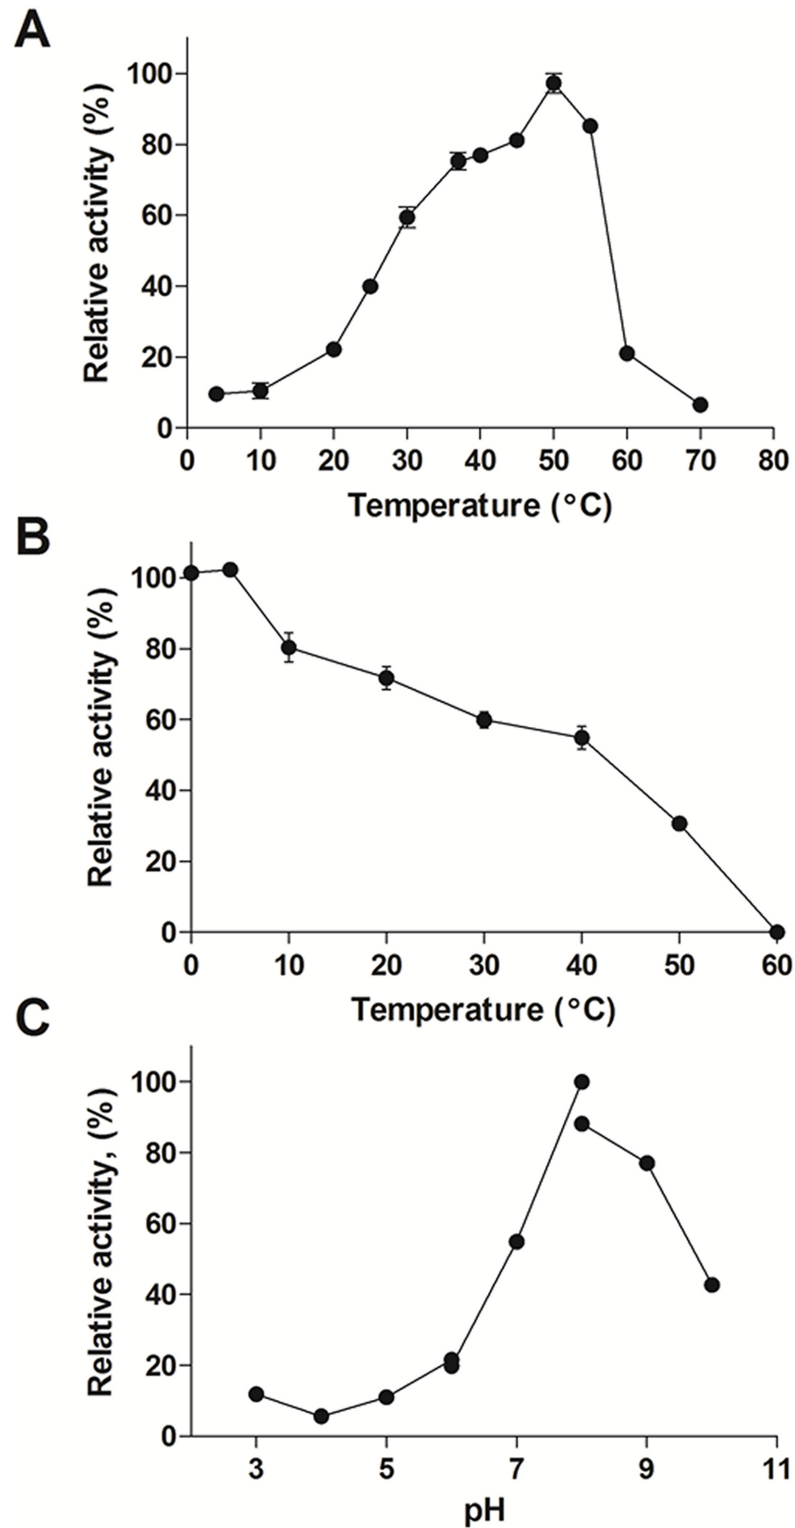 A
Relative activity (%)
100
80
60
40
20
0
0 10 20 30 40 50 60 70 80
Temperature (°C)
B
Relative activity (%)
100
80
60
40
20
0
0 10 20 30 40 50 60
Temperature (°C)
C
Relative activity, (%)
100
80
60
40
20
0
3 5 7 9 11
pH